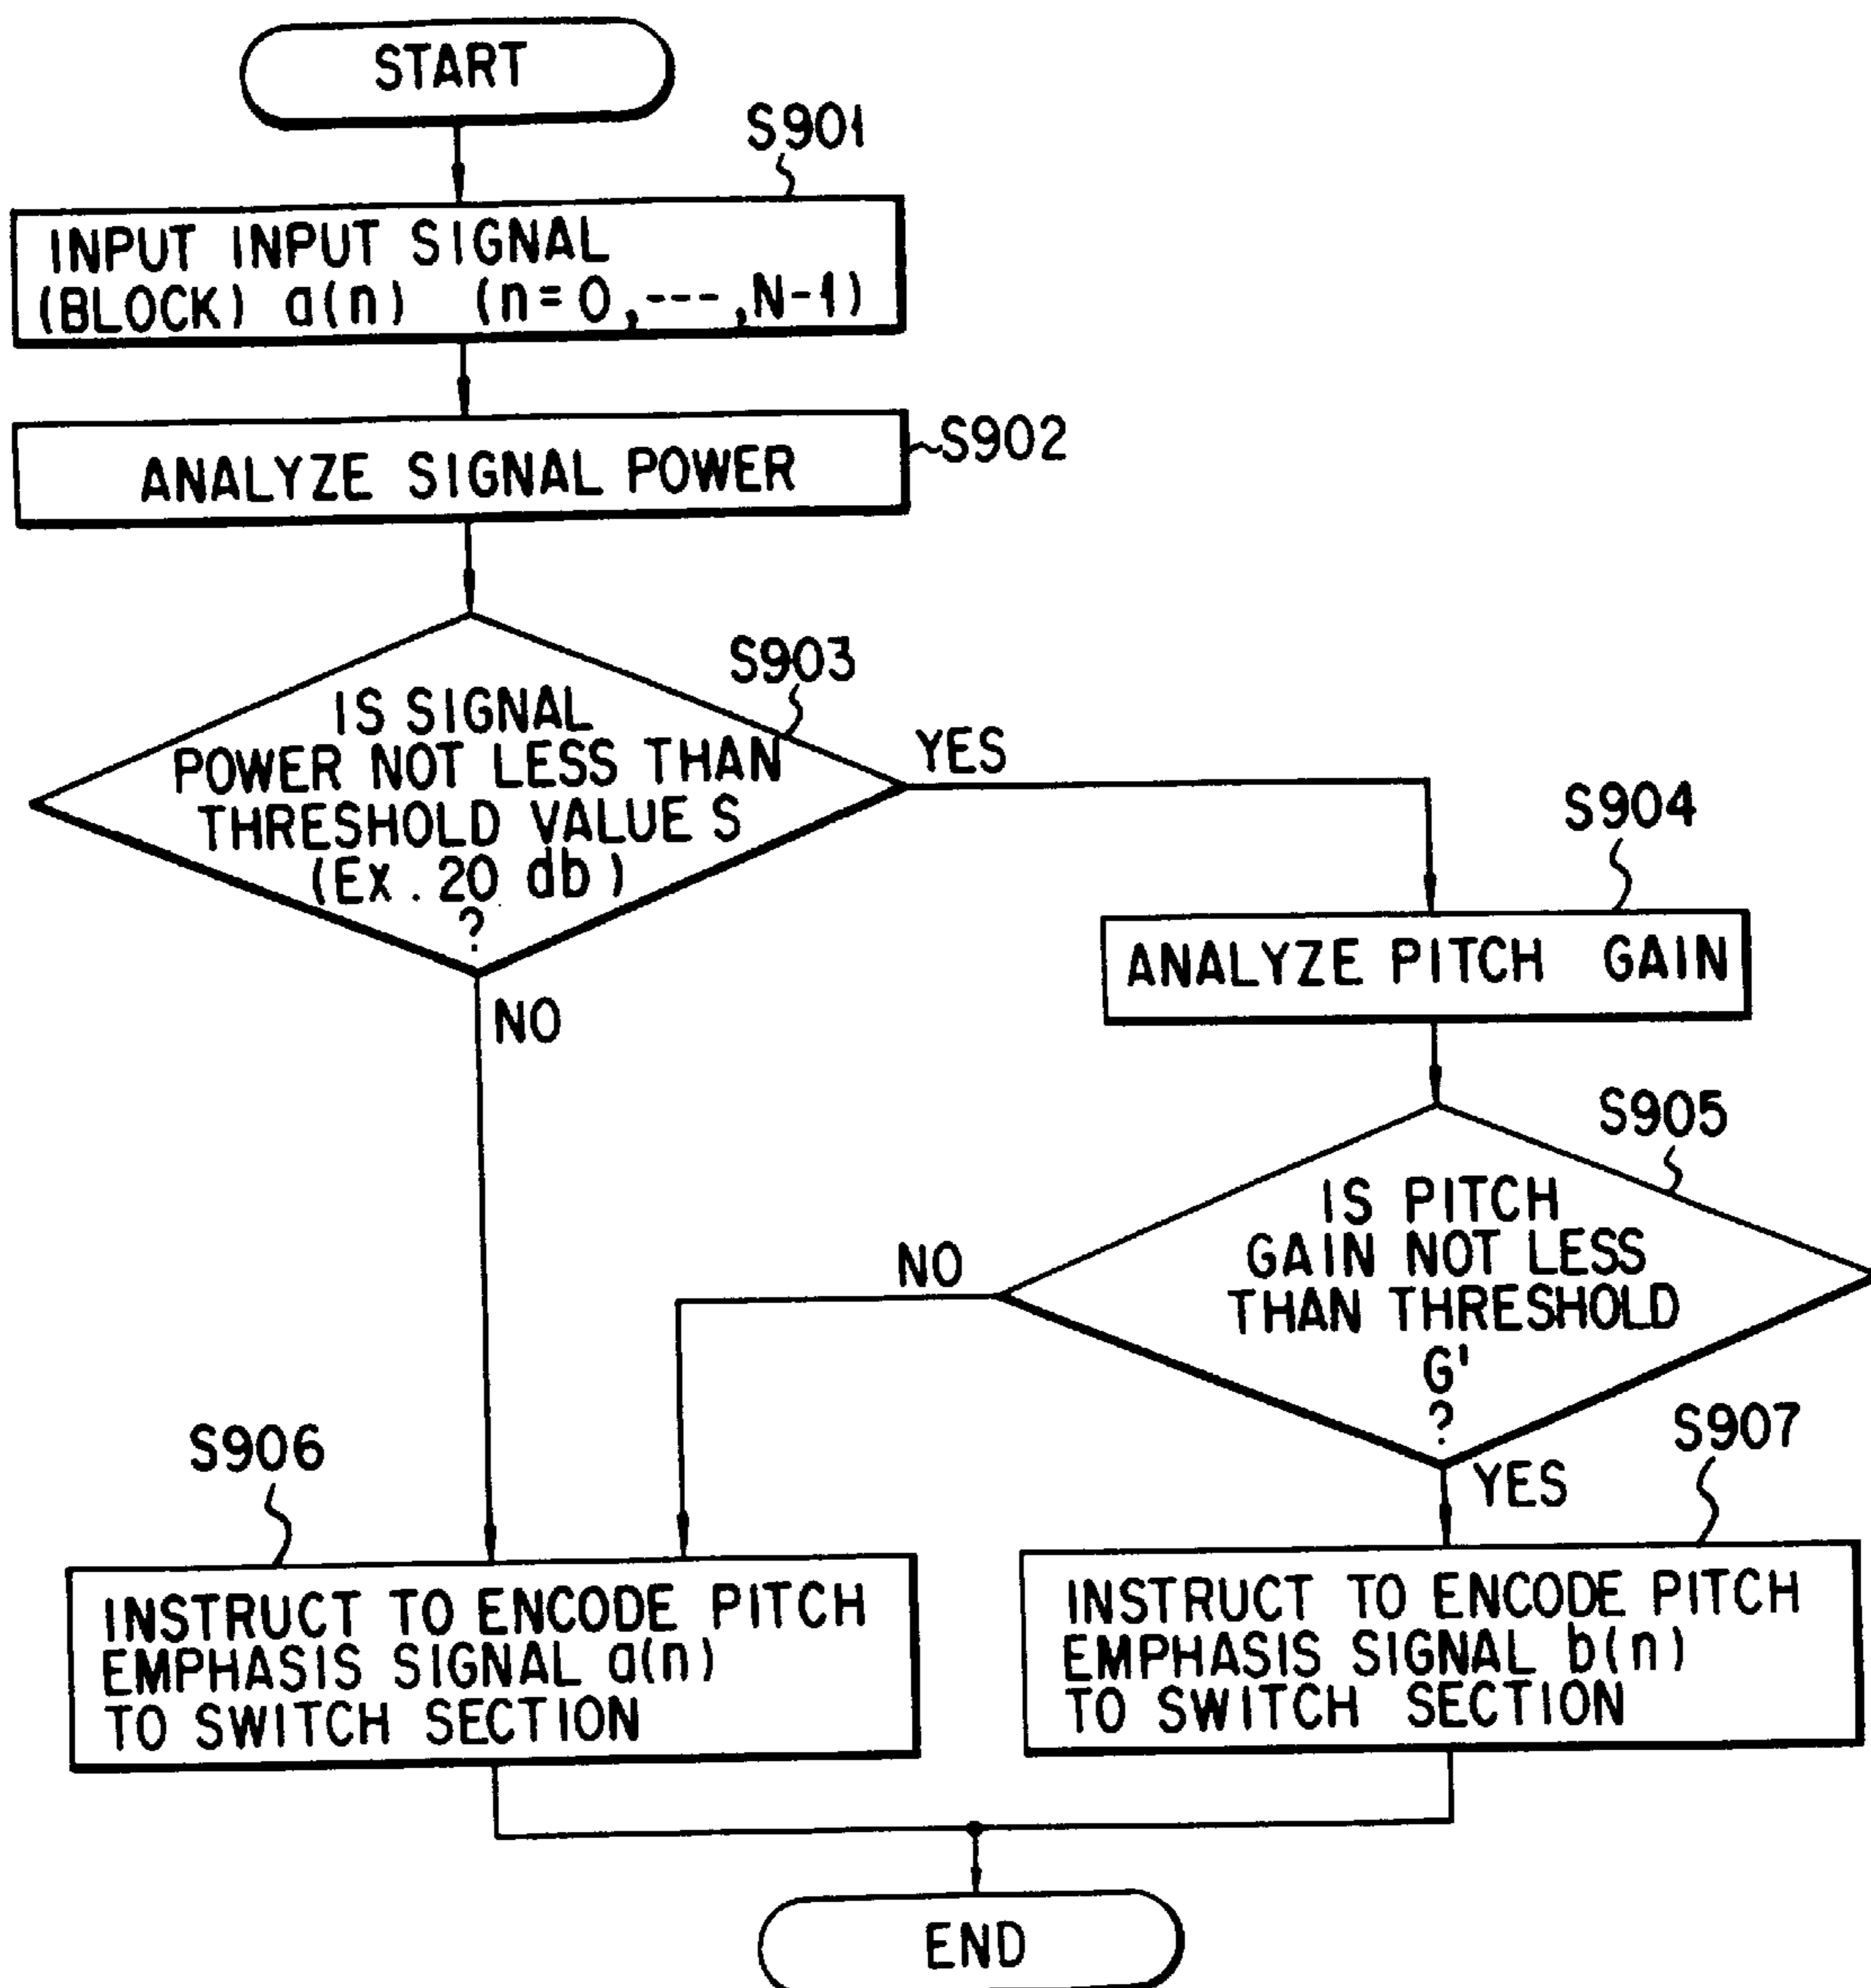 START
S901
INPUT INPUT SIGNAL
(BLOCK) a(n) (n=0,---,N-1)
S902
ANALYZE SIGNAL POWER
S903
IS SIGNAL
POWER NOT LESS THAN
THRESHOLD VALUE S
(Ex. 20 db)
?
YES
NO
S904
ANALYZE PITCH GAIN
S905
IS PITCH
GAIN NOT LESS
THAN THRESHOLD
G'
?
NO
YES
S906
INSTRUCT TO ENCODE PITCH
EMPHASIS SIGNAL a(n)
TO SWITCH SECTION
S907
INSTRUCT TO ENCODE PITCH
EMPHASIS SIGNAL b(n)
TO SWITCH SECTION
END